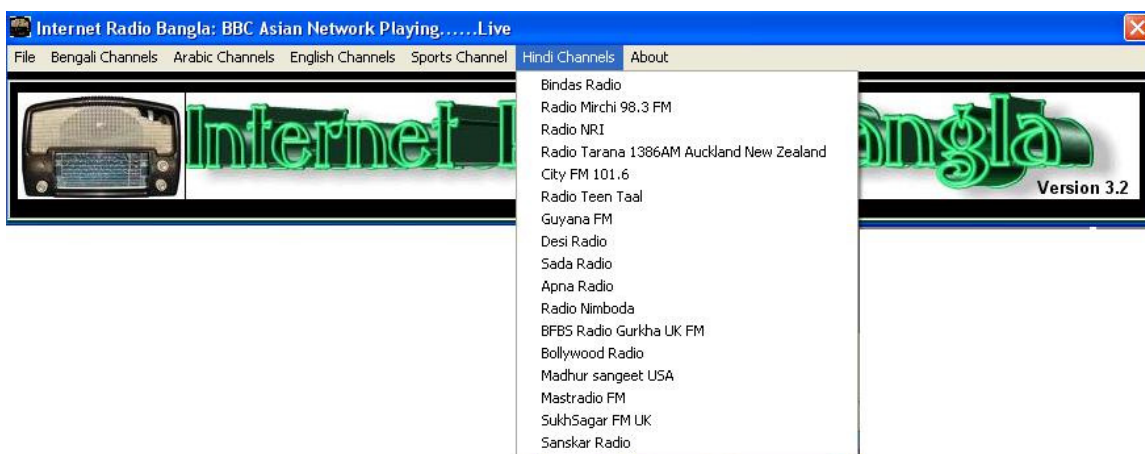 Internet Radio Bangla: BBC Asian Network Playing......Live
File Bengali Channels Arabic Channels English Channels Sports Channel Hindi Channels About
Internet
angla
Version 3.2
Bindas Radio
Radio Mirchi 98.3 FM
Radio NRI
Radio Tarana 1386AM Auckland New Zealand
City FM 101.6
Radio Teen Taal
Guyana FM
Desi Radio
Sada Radio
Apna Radio
Radio Nimboda
BFBS Radio Gurkha UK FM
Bollywood Radio
Madhur sangeet USA
Mastradio FM
SukhSagar FM UK
Sanskar Radio